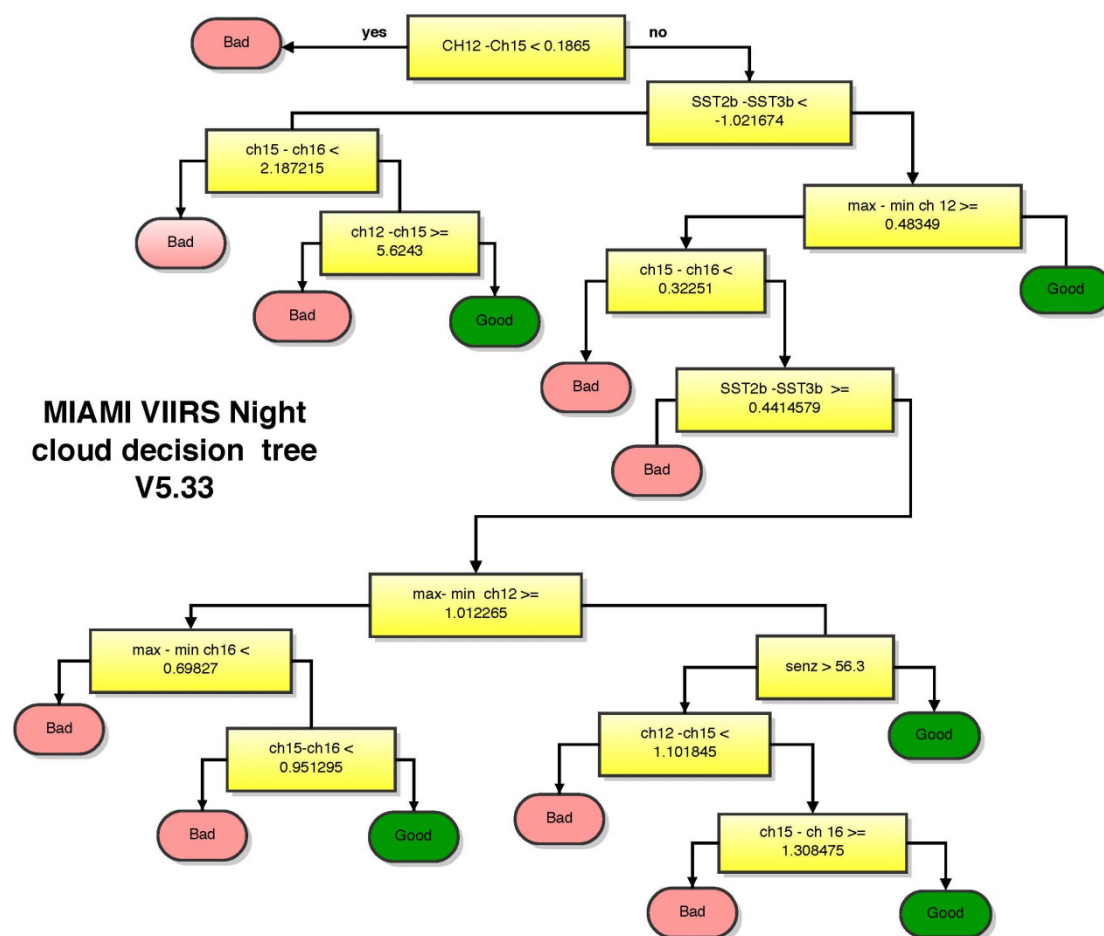 yes
no
Bad
CH12 -Ch15 < 0.1865
SST2b -SST3b <
-1.021674
ch15 - ch16 <
2.187215
max - min ch 12 >=
0.48349
Bad
ch12 -ch15 >=
5.6243
ch15 - ch16 <
0.32251
Good
Bad
Good
Bad
SST2b -SST3b >=
0.4414579
MIAMI VIIRS Night
cloud decision tree
V5.33
Bad
max- min ch12 >=
1.012265
max - min ch16 <
0.69827
senz > 56.3
Bad
ch15-ch16 <
0.951295
ch12 -ch15 <
1.101845
Good
Bad
Good
Bad
ch15 - ch 16 >=
1.308475
Bad
Good